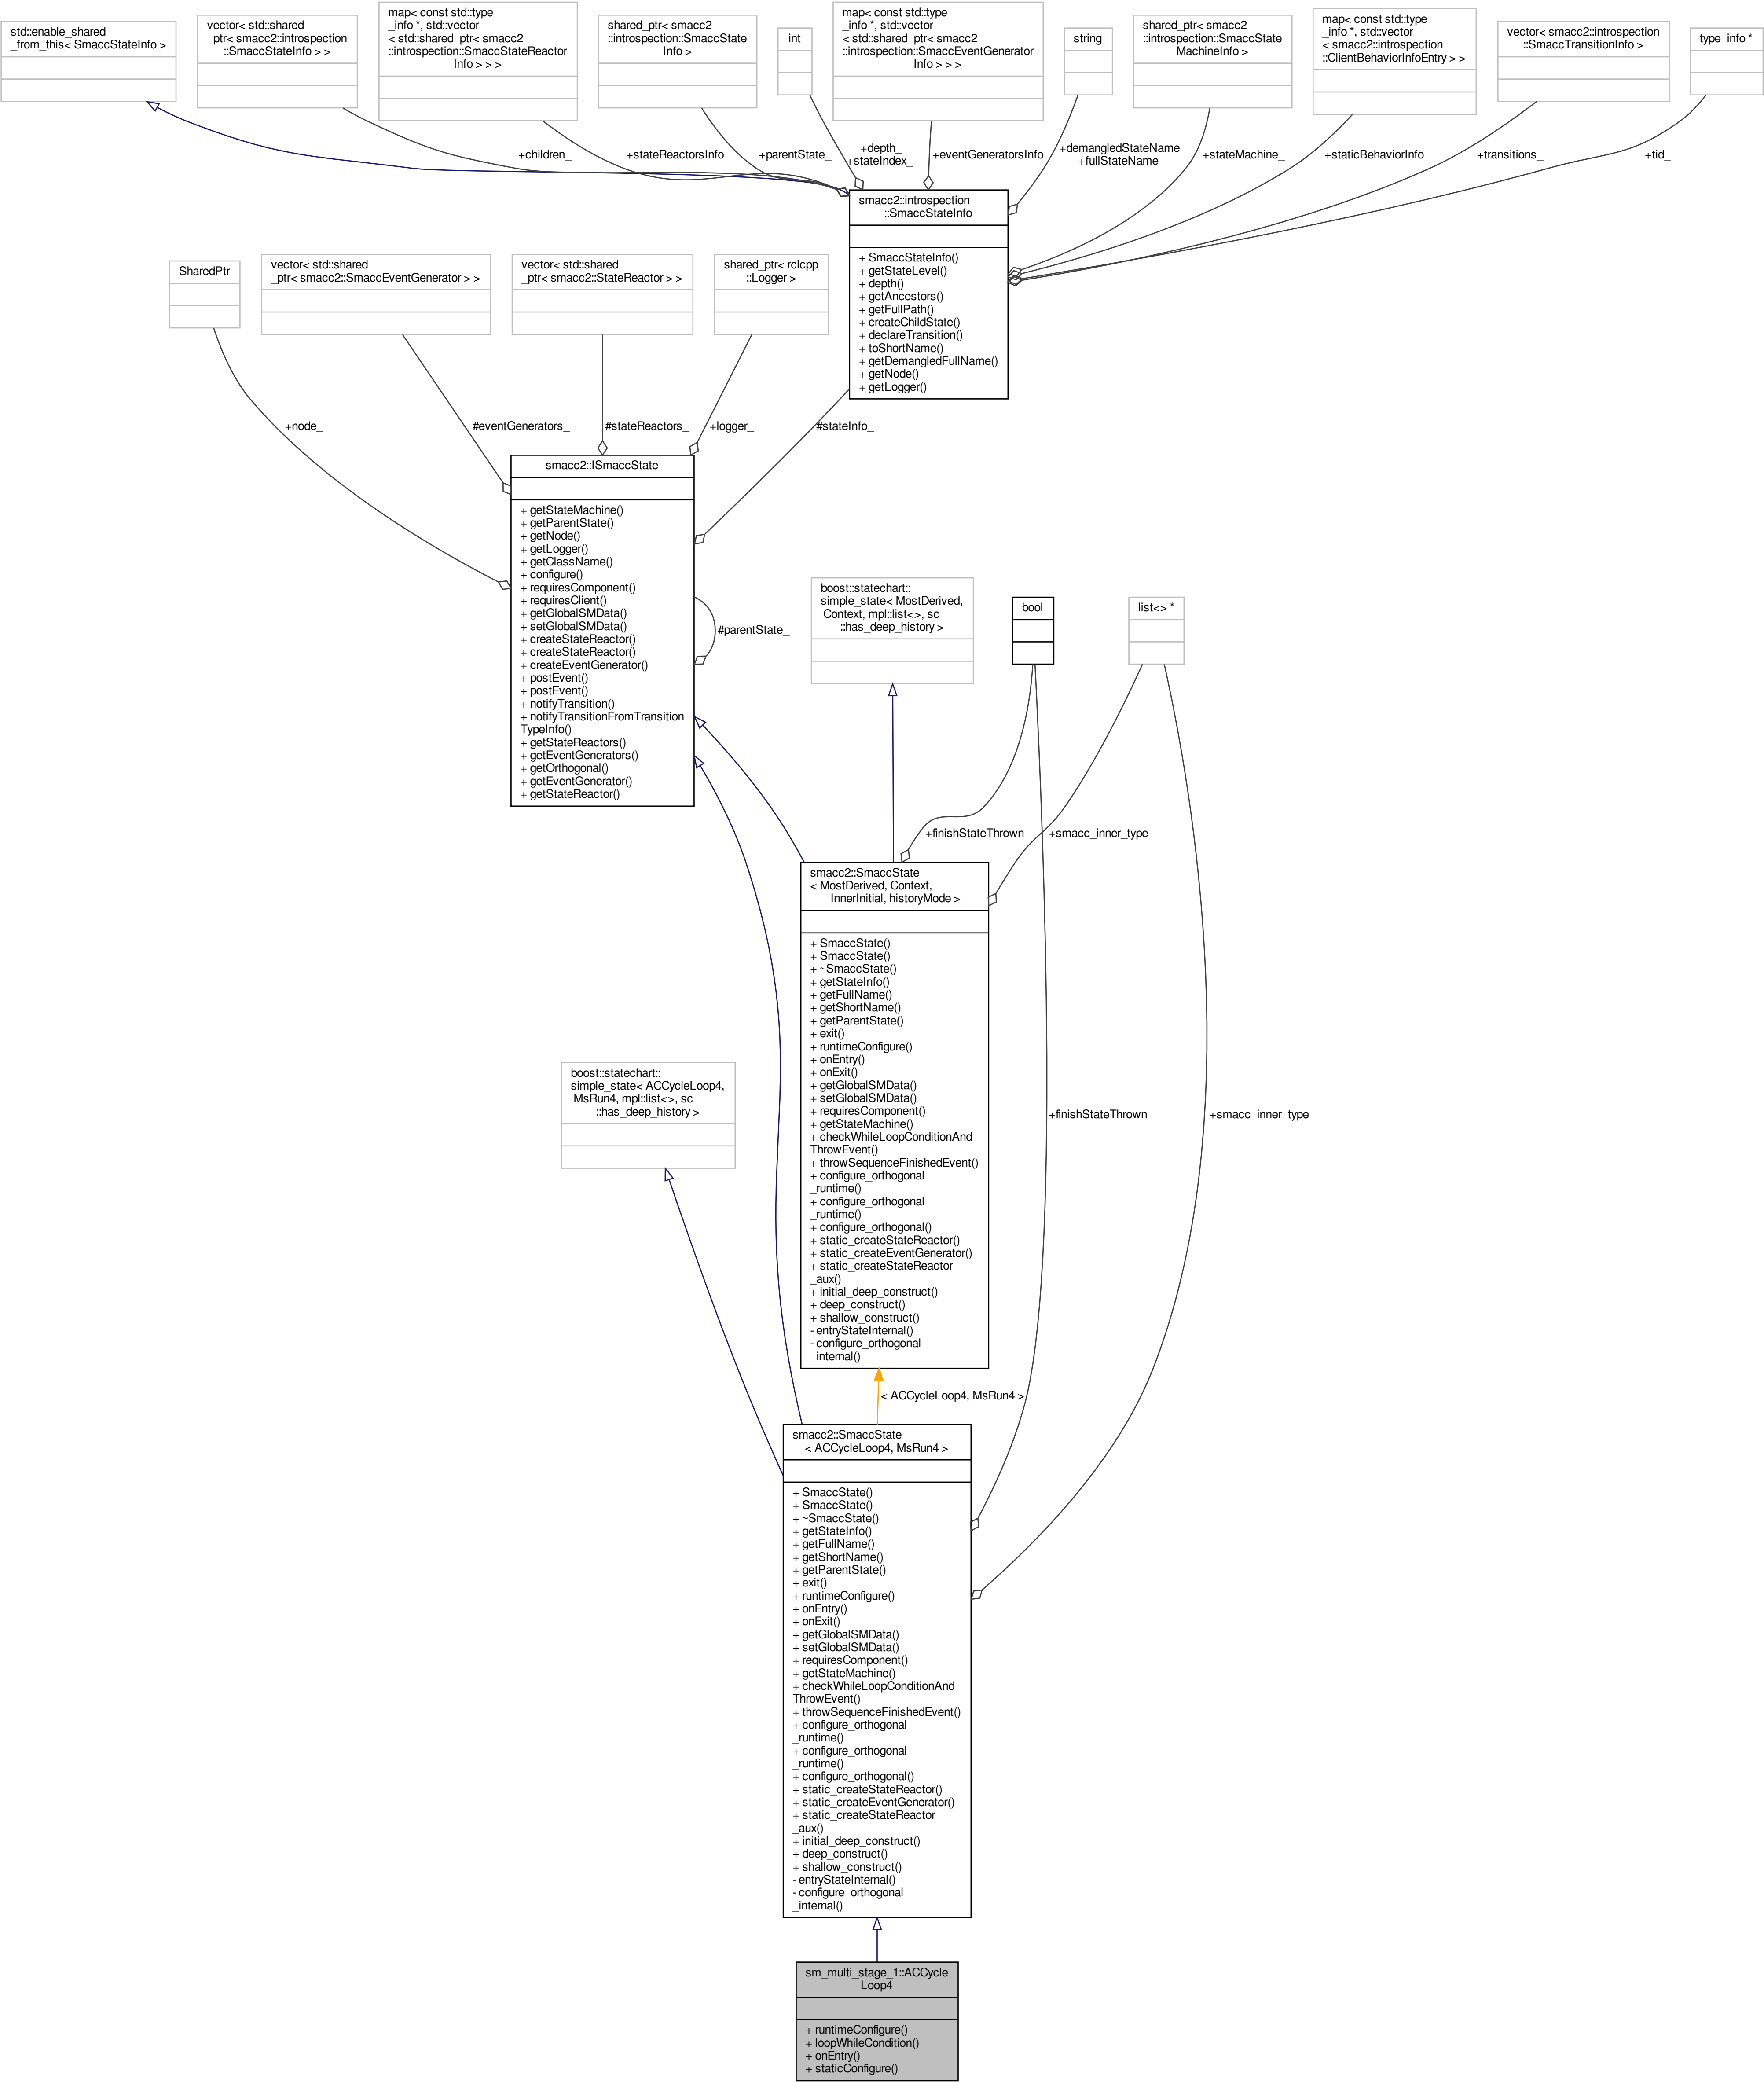 std::enable_shared
_from_this< SmaccStateInfo >
vector< std::shared
_ptr< smacc2::introspection
::SmaccStateInfo > >
map< const std::type
_info *, std::vector
< std::shared_ptr< smacc2
::introspection::SmaccStateReactor
Info > > >
shared_ptr< smacc2
::introspection::SmaccState
Info >
int
map< const std::type
_info *, std::vector
< std::shared_ptr< smacc2
::introspection::SmaccEventGenerator
Info > > >
string
shared_ptr< smacc2
::introspection::SmaccState
MachineInfo >
map< const std::type
_info *, std::vector
< smacc2::introspection
::ClientBehaviorInfoEntry > >
vector< smacc2::introspection
::SmaccTransitionInfo >
type_info *
+children_
+stateReactorsInfo
+parentState_
+depth_
+stateIndex_
+eventGeneratorsInfo
+demangledStateName
+fullStateName
+stateMachine_
+staticBehaviorInfo
+transitions_
+tid_
smacc2::introspection
::SmaccStateInfo
+ SmaccStateInfo()
+ getStateLevel()
+ depth()
+ getAncestors()
+ getFullPath()
+ createChildState()
+ declareTransition()
+ toShortName()
+ getDemangledFullName()
+ getNode()
+ getLogger()
SharedPtr
vector< std::shared
_ptr< smacc2::SmaccEventGenerator > >
vector< std::shared
_ptr< smacc2::StateReactor > >
shared_ptr< rclcpp
::Logger >
+node_
#eventGenerators_
#stateReactors_
+logger_
#stateInfo_
smacc2::ISmaccState
+ getStateMachine()
+ getParentState()
+ getNode()
+ getLogger()
+ getClassName()
+ configure()
+ requiresComponent()
+ requiresClient()
+ getGlobalSMData()
+ setGlobalSMData()
+ createStateReactor()
+ createStateReactor()
+ createEventGenerator()
+ postEvent()
+ postEvent()
+ notifyTransition()
+ notifyTransitionFromTransition
TypeInfo()
+ getStateReactors()
+ getEventGenerators()
+ getOrthogonal()
+ getEventGenerator()
+ getStateReactor()
#parentState_
boost::statechart::
simple_state< MostDerived,
Context, mpl::list<>, sc
::has_deep_history >
bool
list<> *
+finishStateThrown
+smacc_inner_type
smacc2::SmaccState
< MostDerived, Context,
InnerInitial, historyMode >
+ SmaccState()
+ SmaccState()
+ ~SmaccState()
+ getStateInfo()
+ getFullName()
+ getShortName()
+ getParentState()
+ exit()
+ runtimeConfigure()
+ onEntry()
+ onExit()
+ getGlobalSMData()
+ setGlobalSMData()
+ requiresComponent()
+ getStateMachine()
+ checkWhileLoopConditionAnd
ThrowEvent()
+ throwSequenceFinishedEvent()
+ configure_orthogonal
_runtime()
+ configure_orthogonal
_runtime()
+ configure_orthogonal()
+ static_createStateReactor()
+ static_createEventGenerator()
+ static_createStateReactor
_aux()
+ initial_deep_construct()
+ deep_construct()
+ shallow_construct()
- entryStateInternal()
- configure_orthogonal
_internal()
boost::statechart::
simple_state< ACCycleLoop4,
MsRun4, mpl::list<>, sc
::has_deep_history >
+finishStateThrown
+smacc_inner_type
< ACCycleLoop4, MsRun4 >
smacc2::SmaccState
< ACCycleLoop4, MsRun4 >
+ SmaccState()
+ SmaccState()
+ ~SmaccState()
+ getStateInfo()
+ getFullName()
+ getShortName()
+ getParentState()
+ exit()
+ runtimeConfigure()
+ onEntry()
+ onExit()
+ getGlobalSMData()
+ setGlobalSMData()
+ requiresComponent()
+ getStateMachine()
+ checkWhileLoopConditionAnd
ThrowEvent()
+ throwSequenceFinishedEvent()
+ configure_orthogonal
_runtime()
+ configure_orthogonal
_runtime()
+ configure_orthogonal()
+ static_createStateReactor()
+ static_createEventGenerator()
+ static_createStateReactor
_aux()
+ initial_deep_construct()
+ deep_construct()
+ shallow_construct()
- entryStateInternal()
- configure_orthogonal
_internal()
sm_multi_stage_1::ACCycle
Loop4
+ runtimeConfigure()
+ loopWhileCondition()
+ onEntry()
+ staticConfigure()